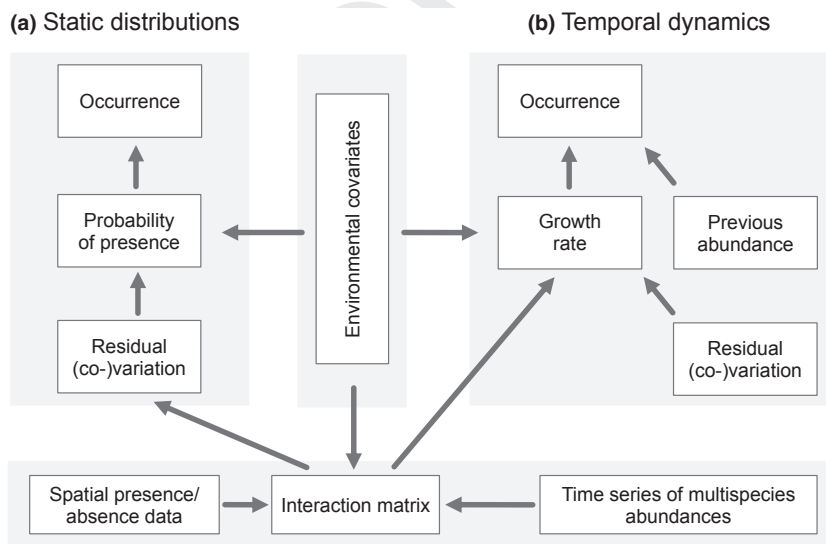 (a) Static distributions
Occurrence
Probability
of presence
Residual
(co-)variation
Environmental covariates
(b) Temporal dynamics
Occurrence
Growth
rate
Previous
abundance
Residual
(co-)variation
Spatial presence/
absence data
Interaction matrix
Time series of multispecies
abundances